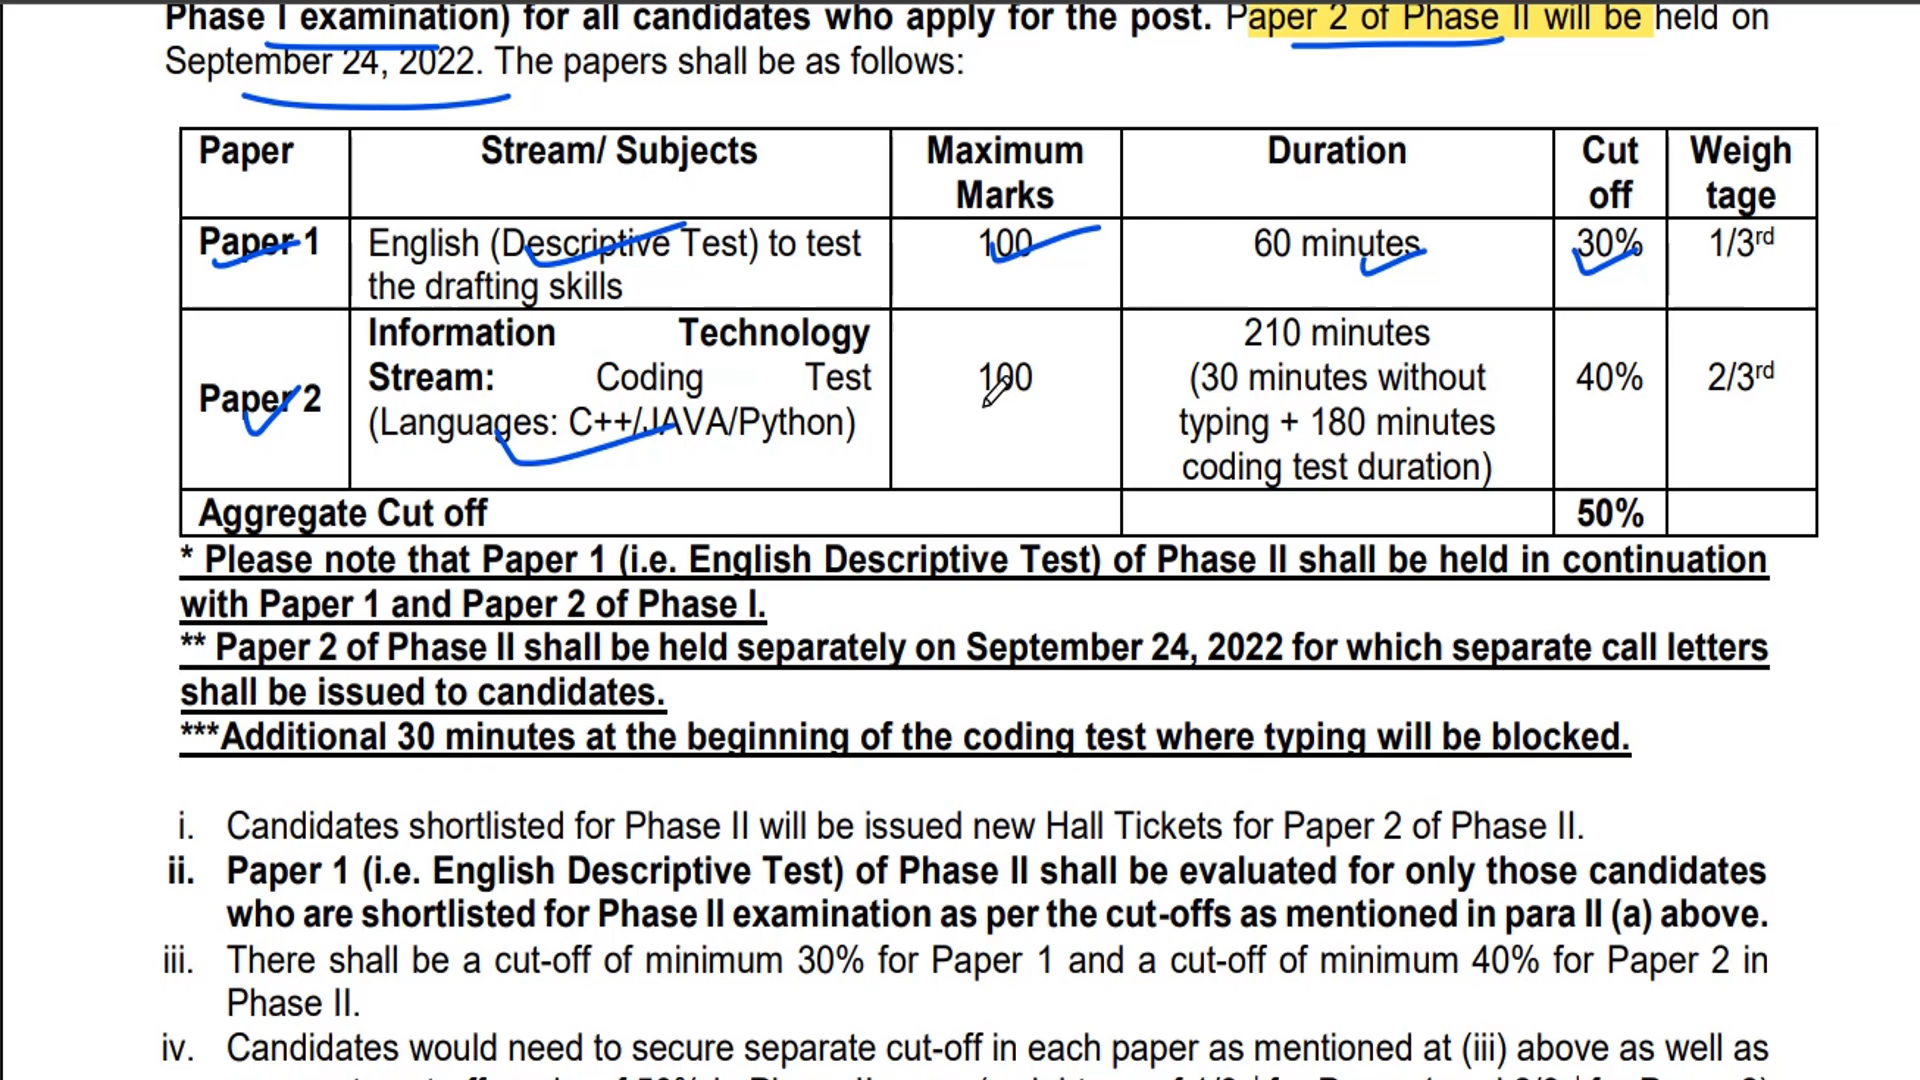 Phase I examination) for all candidates who apply for the post. Paper 2 of Phase II will be held on
September 24, 2022. The papers shall be as follows:
Paper Stream/ Subjects Maximum Marks Duration Cut off Weigh tage
Paper 1 English (Descriptive Test) to test 100 60 minutes 30% 1/3rd
the drafting skills
Information Technology 210 minutes
Stream: Coding Test 100 (30 minutes without 40% 2/3rd
Paper 2
(Languages: C++/JAVA/Python) typing + 180 minutes
coding test duration)
Aggregate Cut off 50%
* Please note that Paper 1 (i.e. English Descriptive Test) of Phase II shall be held in continuation
with Paper 1 and Paper 2 of Phase I.
** Paper 2 of Phase II shall be held separately on September 24, 2022 for which separate call letters
shall be issued to candidates.
***Additional 30 minutes at the beginning of the coding test where typing will be blocked.
i. Candidates shortlisted for Phase II will be issued new Hall Tickets for Paper 2 of Phase II.
ii. Paper 1 (i.e. English Descriptive Test) of Phase II shall be evaluated for only those candidates
who are shortlisted for Phase II examination as per the cut-offs as mentioned in para II (a) above.
iii. There shall be a cut-off of minimum 30% for Paper 1 and a cut-off of minimum 40% for Paper 2 in
Phase II.
iv. Candidates would need to secure separate cut-off in each paper as mentioned at (iii) above as well as